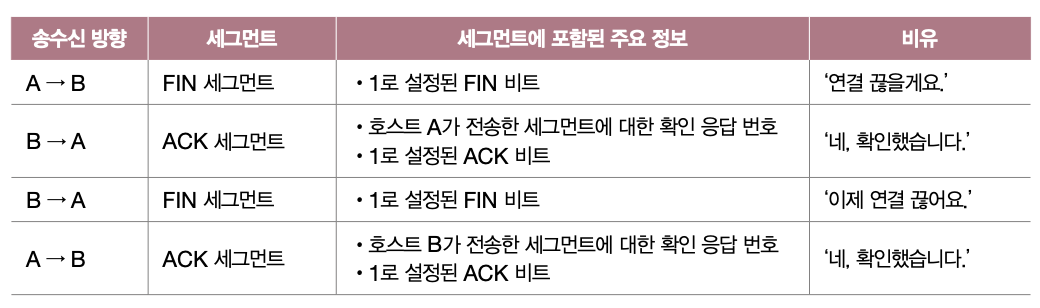 송수신 방향 세그먼트 세그먼트에 포함된 주요 정보 비유
A → B FIN 세그먼트 • 1로 설정된 FIN 비트 ‘연결 끊을게요.’
B → A ACK 세그먼트 • 호스트 A가 전송한 세그먼트에 대한 확인 응답 번호 ‘네, 확인했습니다.’
• 1로 설정된 ACK 비트
B → A FIN 세그먼트 • 1로 설정된 FIN 비트 ‘이제 연결 끊어요.’
A → B ACK 세그먼트 • 호스트 B가 전송한 세그먼트에 대한 확인 응답 번호 ‘네, 확인했습니다.’
• 1로 설정된 ACK 비트